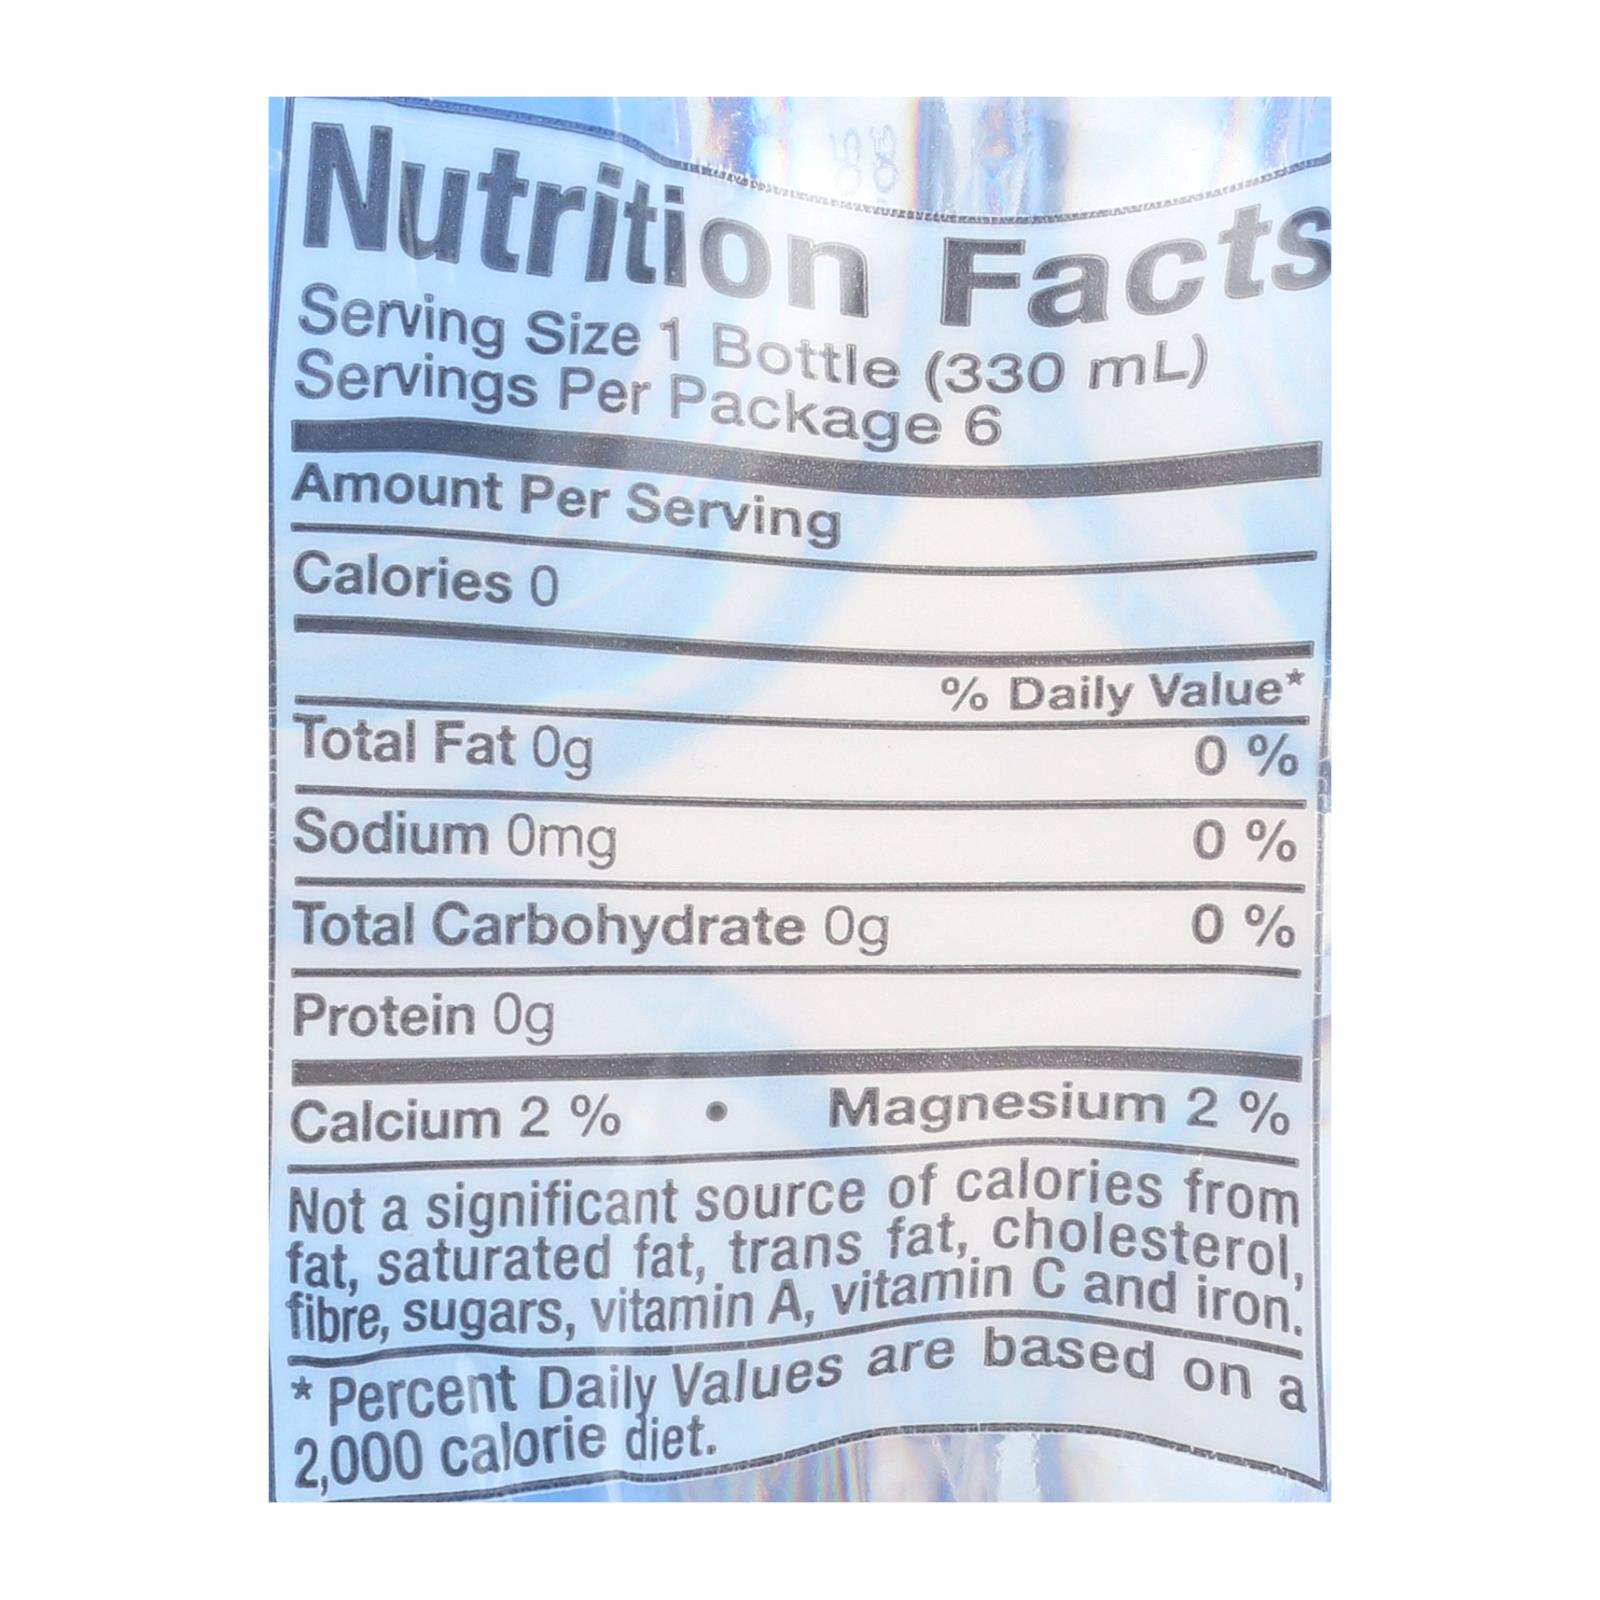 Nutrition Facts
Serving Size 1 Bottle (330 mL)
Servings Per Package 6
Amount Per Serving
Calories 0
% Daily Value*
Total Fat 0g 0 %
Sodium 0mg 0 %
Total Carbohydrate 0g 0 %
Protein 0g
Calcium 2 % • Magnesium 2 %
Not a significant source of calories from
fat, saturated fat, trans fat, cholesterol,
fibre, sugars, vitamin A, vitamin C and iron.
* Percent Daily Values are based on a
2,000 calorie diet.